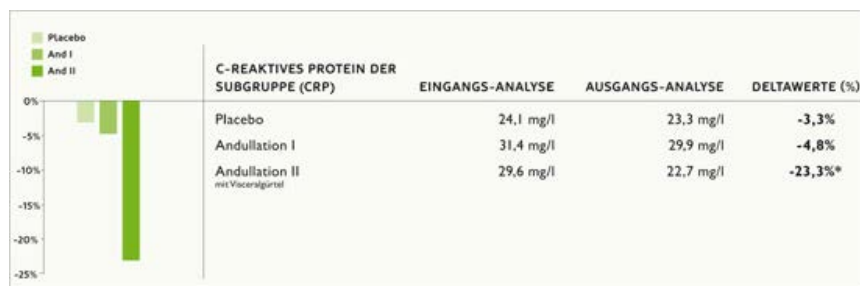 Placebo
And I
And II
0%
-5%
-10%
-15%
-20%
-25%
C-REAKTIVES PROTEIN DER
SUBGRUPPE (CRP) EINGANGS-ANALYSE AUSGANGS-ANALYSE DELTAWERTE (%)
Placebo 24,1 mg/l 23,3 mg/l -3,3%
Andullation I 31,4 mg/l 29,9 mg/l -4,8%
Andullation II 29,6 mg/l 22,7 mg/l -23,3%*
mit Visceralgürtel